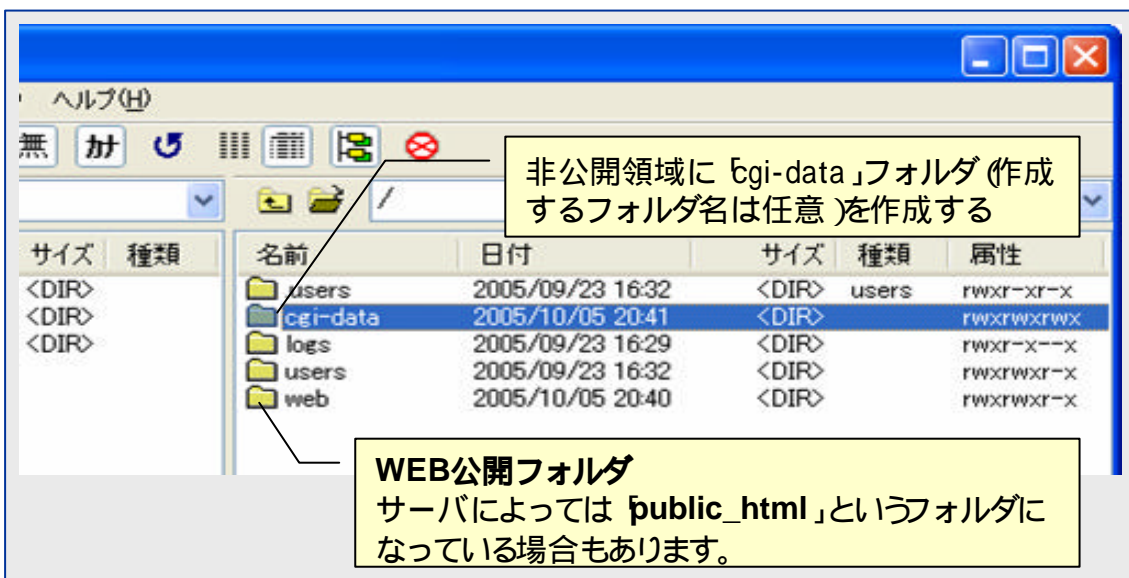 ヘルプ(H)
無 カナ
/
非公開領域に「cgi-data」フォルダ(作成
するフォルダ名は任意)を作成する
サイズ 種類 名前 日付 サイズ 種類 属性
<DIR> .users 2005/09/23 16:32 <DIR> users rwxr-xr-x
<DIR> cgi-data 2005/10/05 20:41 <DIR> rwxrwxrwx
<DIR> logs 2005/09/23 16:29 <DIR> rwxr-x--x
users 2005/09/23 16:32 <DIR> rwxrwxr-x
web 2005/10/05 20:40 <DIR> rwxrwxr-x
WEB公開フォルダ
サーバによっては「public_html」というフォルダに
なっている場合もあります。